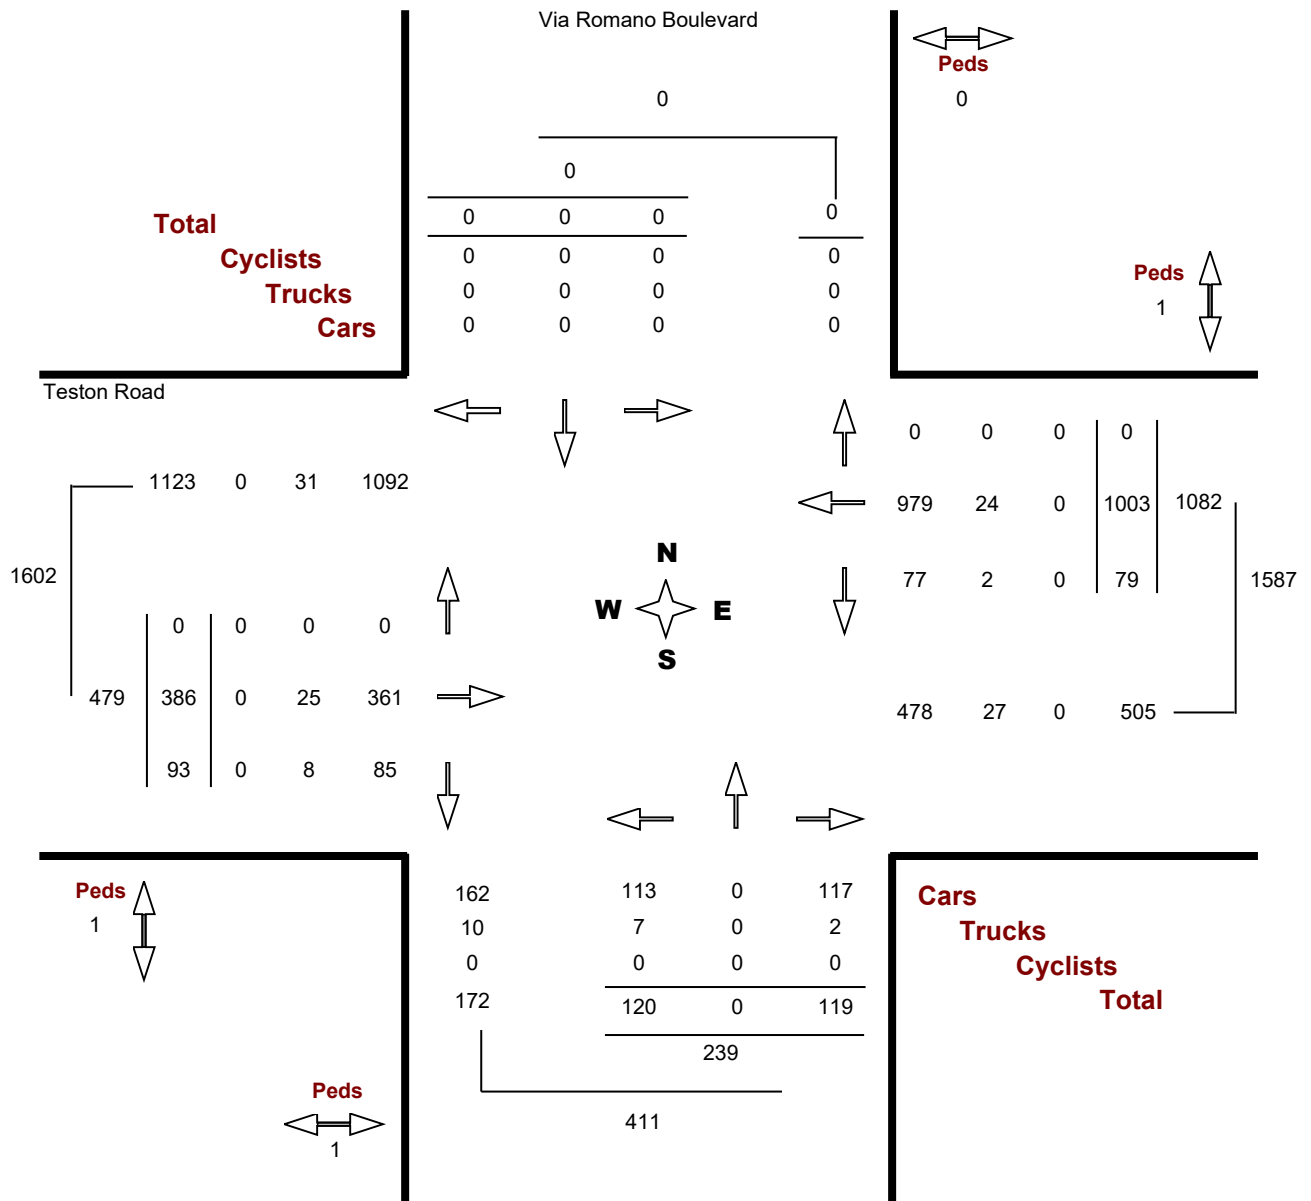 Via Romano Boulevard
Peds
0
0
0
0 0 0 0
Total
Cyclists
Trucks
Cars
0 0 0 0
0 0 0 0
0 0 0 0
Peds
1
Teston Road
0 0 0 0
1123 0 31 1092
979 24 0 1003 1082
N
1602
77 2 0 79 1587
W E
S
0 0 0 0
479 386 0 25 361
478 27 0 505
93 0 8 85
Peds
1
162 113 0 117
10 7 0 2
0 0 0 0
172 120 0 119
239
411
Cars
Trucks
Cyclists
Total
Peds
1